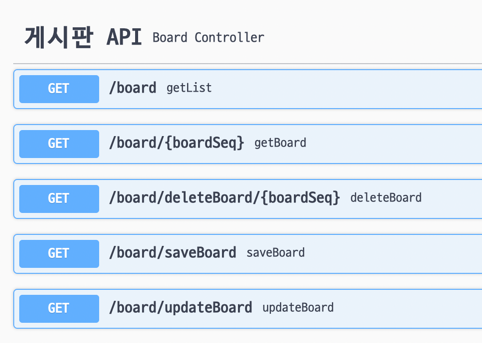 게시판 API Board Controller
GET /board getList
GET /board/{boardSeq} getBoard
GET /board/deleteBoard/{boardSeq} deleteBoard
GET /board/saveBoard saveBoard
GET /board/updateBoard updateBoard